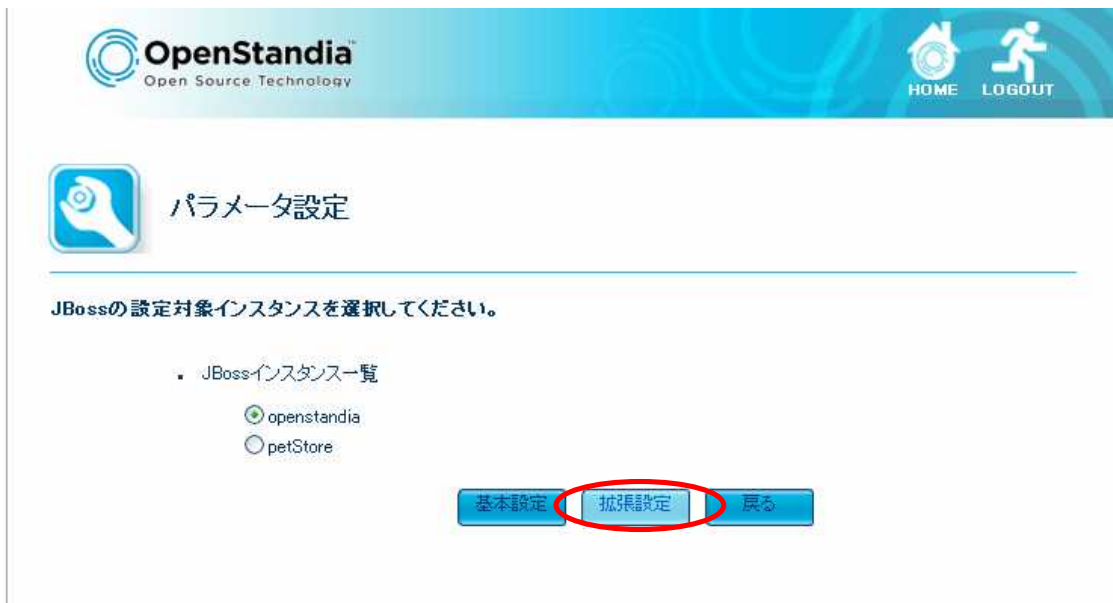 OpenStandia™
Open Source Technology
HOME LOGOUT
パラメータ設定
JBossの設定対象インスタンスを選択してください。
JBossインスタンス一覧
openstandia
petStore
基本設定 拡張設定 戻る